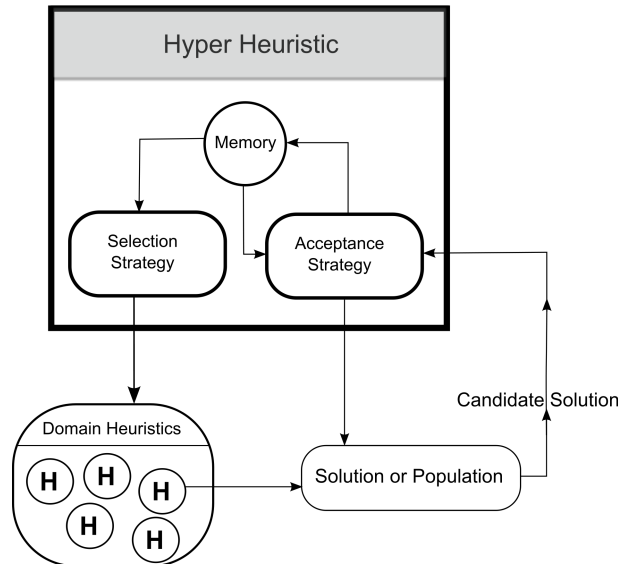 Hyper Heuristic
Memory
Selection
Strategy
Acceptance
Strategy
Candidate Solution
Domain Heuristics
H
H
H
H
H
Solution or Population